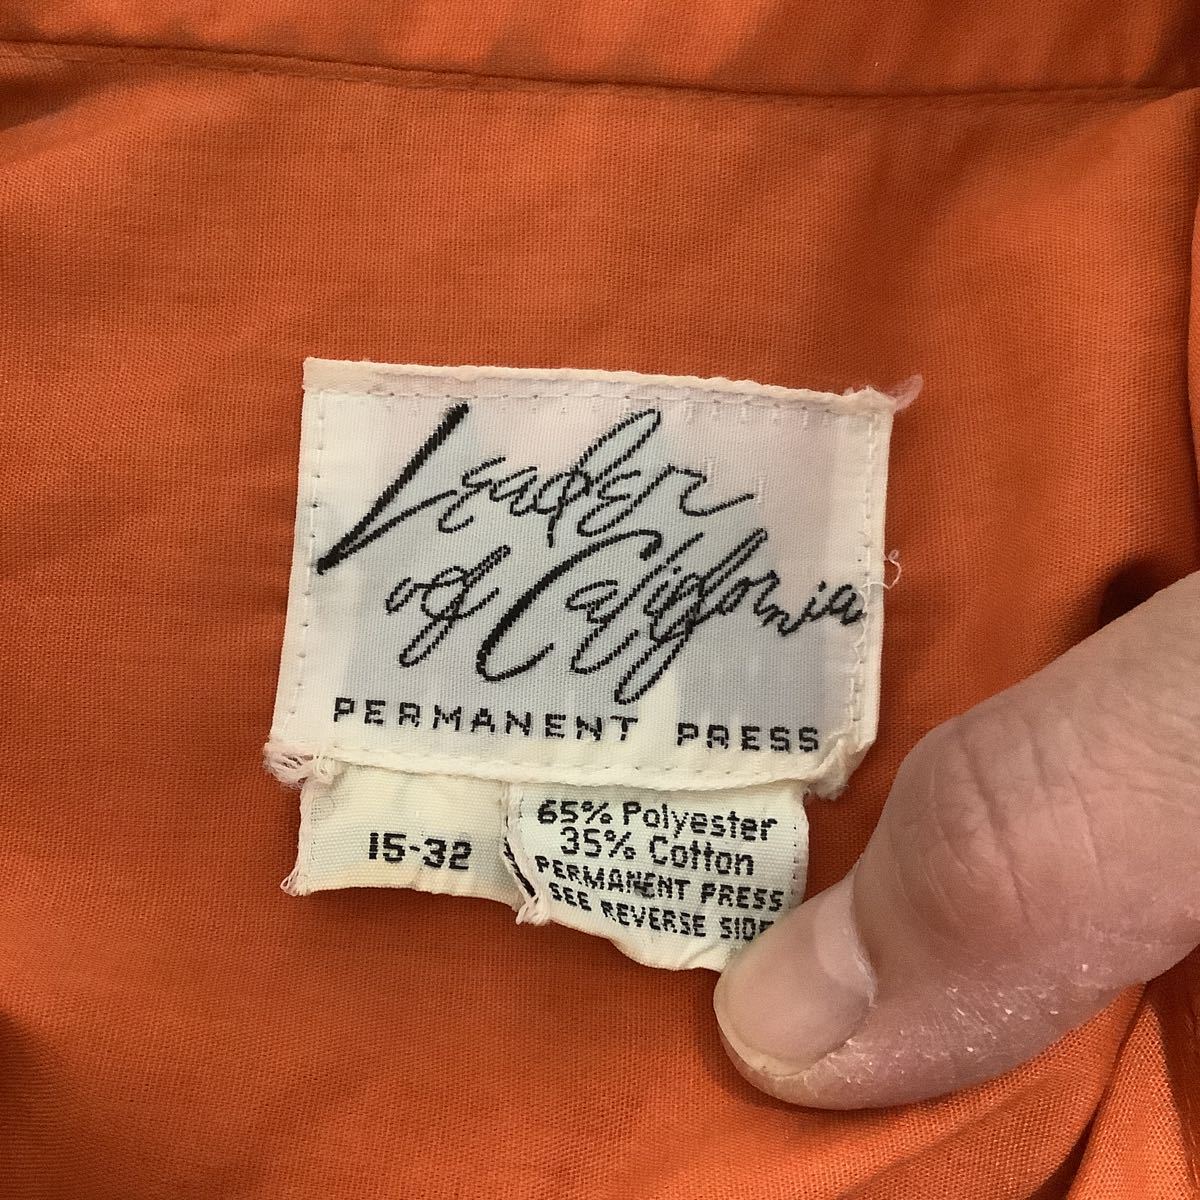 Leader
of California
PERMANENT PRESS
15-32
65% Polyester
35% Cotton
PERMANENT PRESS
SEE REVERSE SIDE